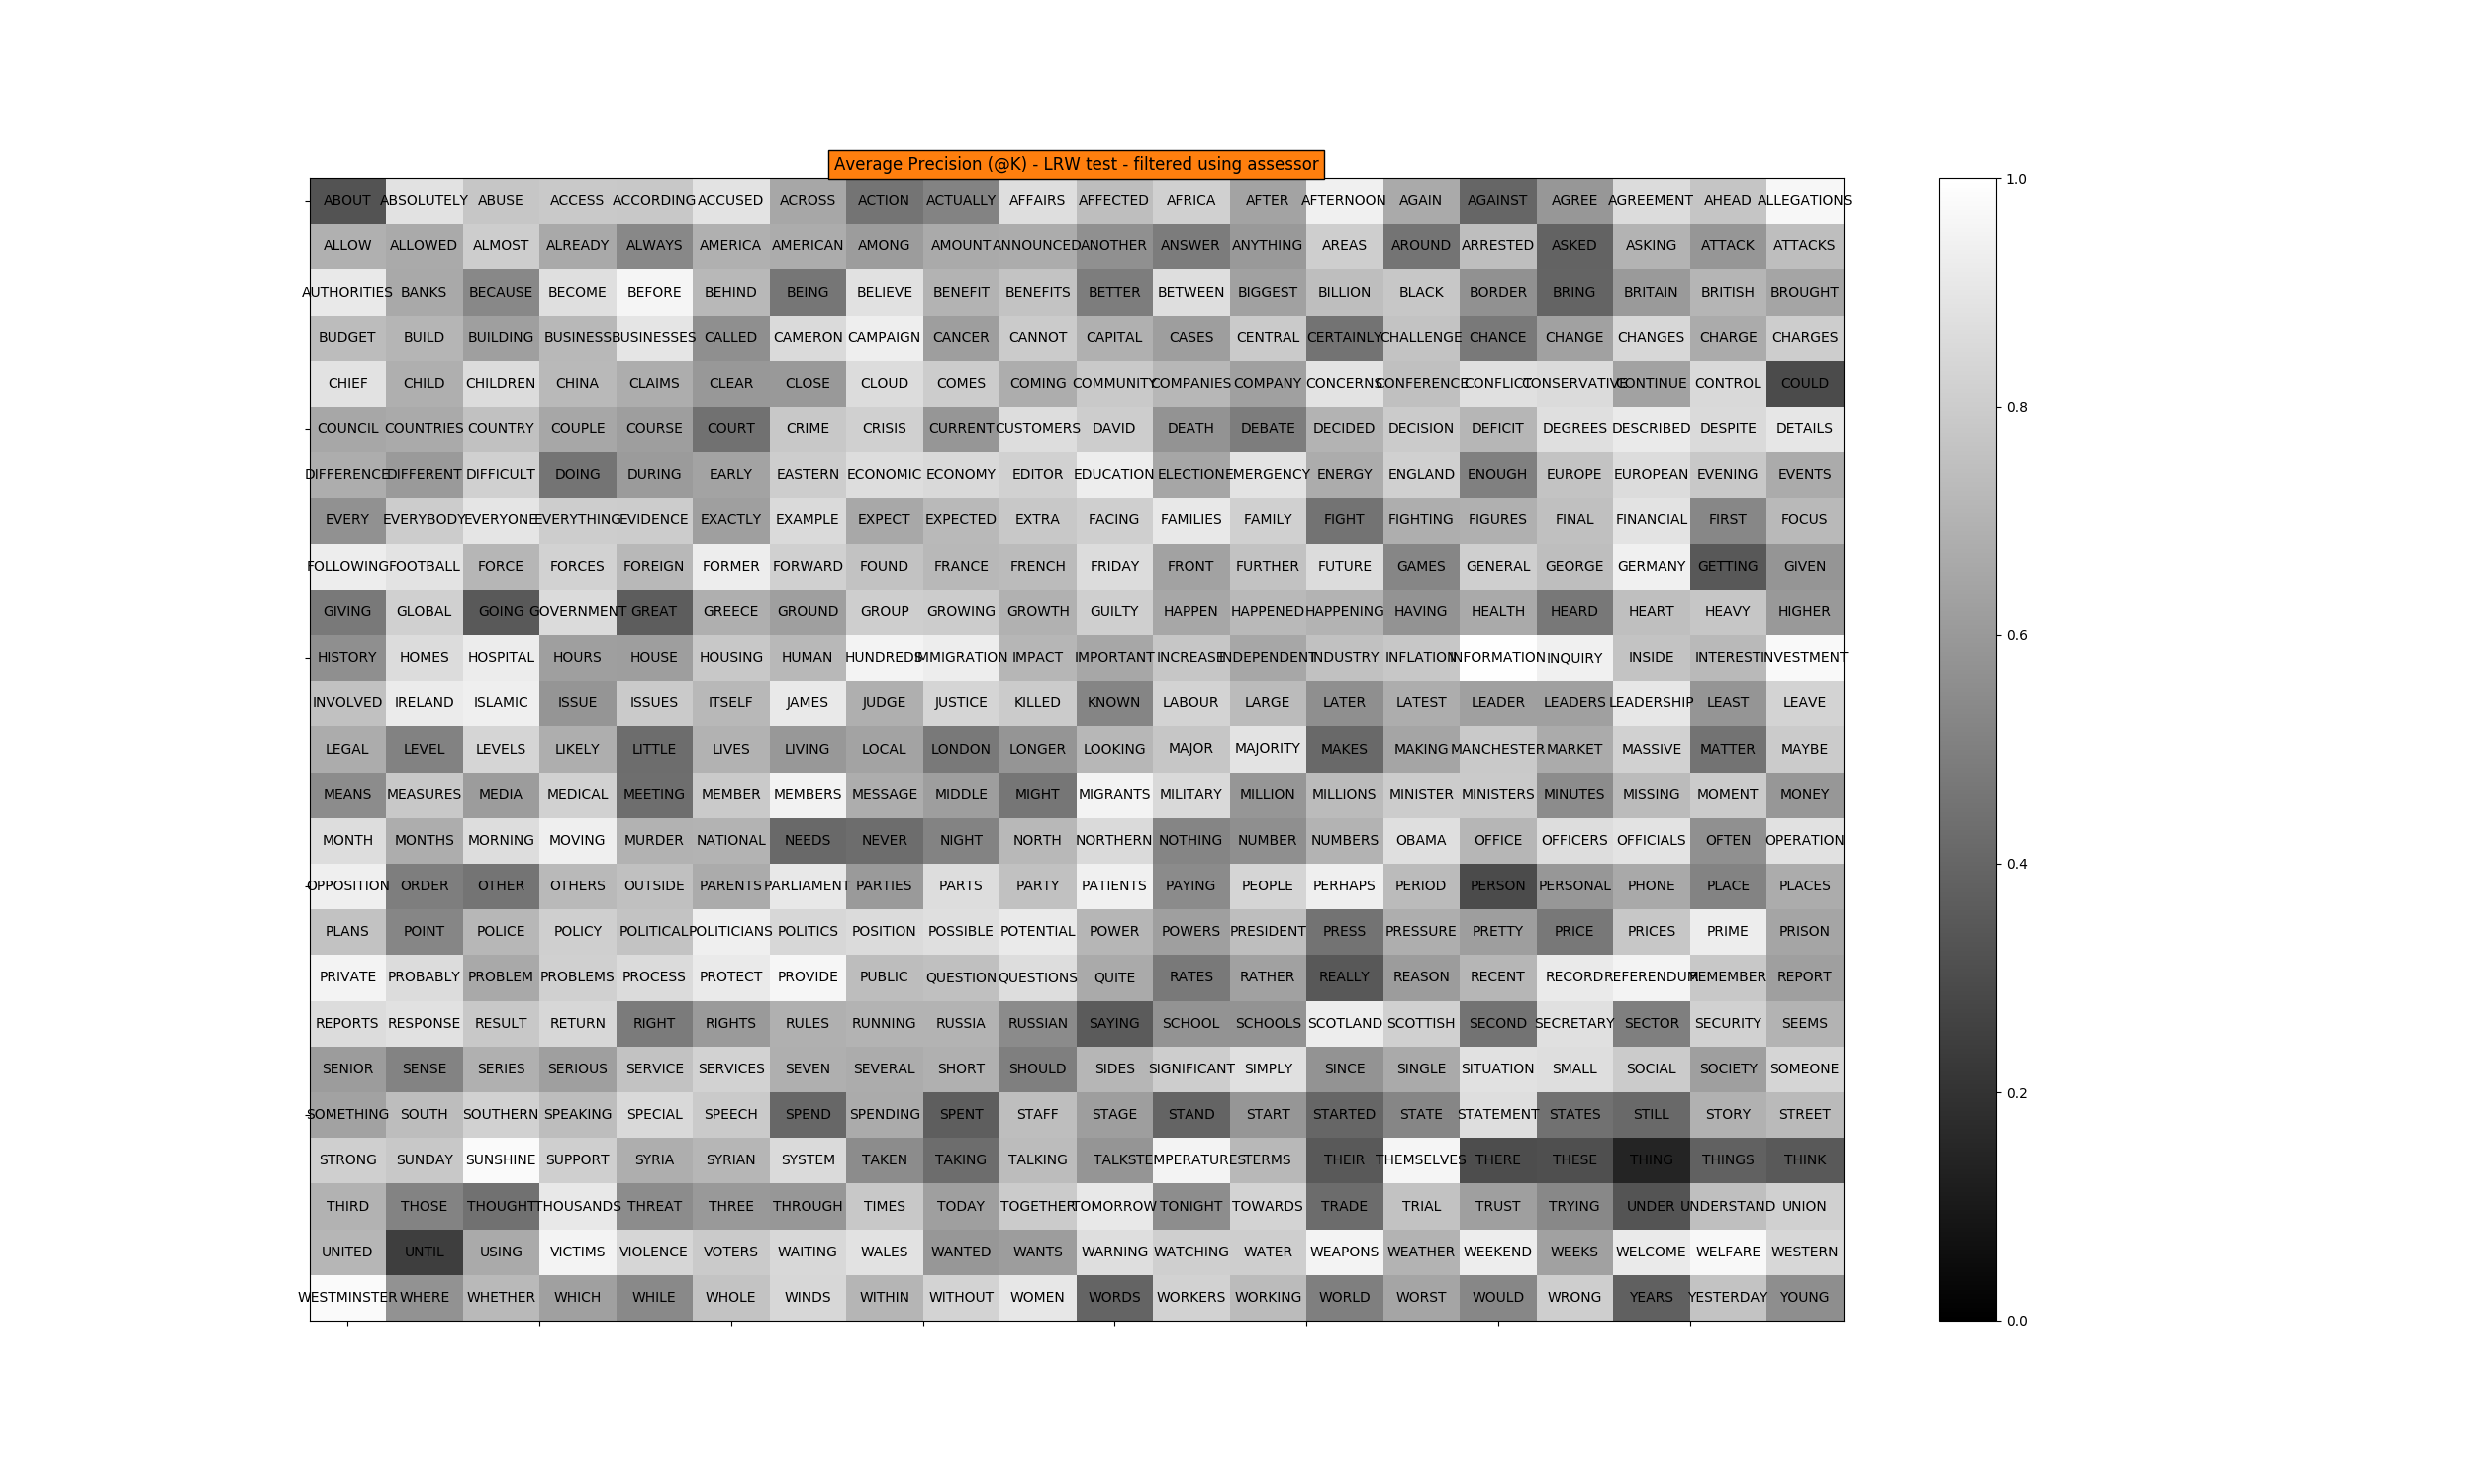 Average Precision (@K) - LRW test - filtered using assessor
ABOUT ABSOLUTELY ABUSE ACCESS ACCORDING ACCUSED ACROSS ACTION ACTUALLY AFFAIRS AFFECTED AFRICA AFTER AFTERNOON AGAIN AGAINST AGREE AGREEMENT AHEAD ALLEGATIONS
ALLOW ALLOWED ALMOST ALREADY ALWAYS AMERICA AMERICAN AMONG AMOUNT ANNOUNCED ANOTHER ANSWER ANYTHING AREAS AROUND ARRESTED ASKED ASKING ATTACK ATTACKS
AUTHORITIES BANKS BECAUSE BECOME BEFORE BEHIND BEING BELIEVE BENEFIT BENEFITS BETTER BETWEEN BIGGEST BILLION BLACK BORDER BRING BRITAIN BRITISH BROUGHT
BUDGET BUILD BUILDING BUSINESS BUSINESSES CALLED CAMERON CAMPAIGN CANCER CANNOT CAPITAL CASES CENTRAL CERTAINLY CHALLENGE CHANCE CHANGE CHANGES CHARGE CHARGES
CHIEF CHILD CHILDREN CHINA CLAIMS CLEAR CLOSE CLOUD COMES COMING COMMUNITY COMPANIES COMPANY CONCERNS CONFERENCE CONFLICT CONSERVATIVE CONTINUE CONTROL COULD
COUNCIL COUNTRIES COUNTRY COUPLE COURSE COURT CRIME CRISIS CURRENT CUSTOMERS DAVID DEATH DEBATE DECIDED DECISION DEFICIT DEGREES DESCRIBED DESPITE DETAILS
DIFFERENCE DIFFERENT DIFFICULT DOING DURING EARLY EASTERN ECONOMIC ECONOMY EDITOR EDUCATION ELECTION EMERGENCY ENERGY ENGLAND ENOUGH EUROPE EUROPEAN EVENING EVENTS
EVERY EVERYBODY EVERYONE EVERYTHING EVIDENCE EXACTLY EXAMPLE EXPECT EXPECTED EXTRA FACING FAMILIES FAMILY FIGHT FIGHTING FIGURES FINAL FINANCIAL FIRST FOCUS
FOLLOWING FOOTBALL FORCE FORCES FOREIGN FORMER FORWARD FOUND FRANCE FRENCH FRIDAY FRONT FURTHER FUTURE GAMES GENERAL GEORGE GERMANY GETTING GIVEN
GIVING GLOBAL GOING GOVERNMENT GREAT GREECE GROUND GROUP GROWING GROWTH GUILTY HAPPEN HAPPENED HAPPENING HAVING HEALTH HEARD HEART HEAVY HIGHER
HISTORY HOMES HOSPITAL HOURS HOUSE HOUSING HUMAN HUNDREDS IMMIGRATION IMPACT IMPORTANT INCREASE INDEPENDENT INDUSTRY INFLATION INFORMATION INQUIRY INSIDE INTEREST INVESTMENT
INVOLVED IRELAND ISLAMIC ISSUE ISSUES ITSELF JAMES JUDGE JUSTICE KILLED KNOWN LABOUR LARGE LATER LATEST LEADER LEADERS LEADERSHIP LEAST LEAVE
LEGAL LEVEL LEVELS LIKELY LITTLE LIVES LIVING LOCAL LONDON LONGER LOOKING MAJOR MAJORITY MAKES MAKING MANCHESTER MARKET MASSIVE MATTER MAYBE
MEANS MEASURES MEDIA MEDICAL MEETING MEMBER MEMBERS MESSAGE MIDDLE MIGHT MIGRANTS MILITARY MILLION MILLIONS MINISTER MINISTERS MINUTES MISSING MOMENT MONEY
MONTH MONTHS MORNING MOVING MURDER NATIONAL NEEDS NEVER NIGHT NORTH NORTHERN NOTHING NUMBER NUMBERS OBAMA OFFICE OFFICERS OFFICIALS OFTEN OPERATION
OPPOSITION ORDER OTHER OTHERS OUTSIDE PARENTS PARLIAMENT PARTIES PARTS PARTY PATIENTS PAYING PEOPLE PERHAPS PERIOD PERSON PERSONAL PHONE PLACE PLACES
PLANS POINT POLICE POLICY POLITICAL POLITICIANS POLITICS POSITION POSSIBLE POTENTIAL POWER POWERS PRESIDENT PRESS PRESSURE PRETTY PRICE PRICES PRIME PRISON
PRIVATE PROBABLY PROBLEM PROBLEMS PROCESS PROTECT PROVIDE PUBLIC QUESTION QUESTIONS QUITE RATES RATHER REALLY REASON RECENT RECORD REFERENDUM REMEMBER REPORT
REPORTS RESPONSE RESULT RETURN RIGHT RIGHTS RULES RUNNING RUSSIA RUSSIAN SAYING SCHOOL SCHOOLS SCOTLAND SCOTTISH SECOND SECRETARY SECTOR SECURITY SEEMS
SENIOR SENSE SERIES SERIOUS SERVICE SERVICES SEVEN SEVERAL SHORT SHOULD SIDES SIGNIFICANT SIMPLY SINCE SINGLE SITUATION SMALL SOCIAL SOCIETY SOMEONE
SOMETHING SOUTH SOUTHERN SPEAKING SPECIAL SPEECH SPEND SPENDING SPENT STAFF STAGE STAND START STARTED STATE STATEMENT STATES STILL STORY STREET
STRONG SUNDAY SUNSHINE SUPPORT SYRIA SYRIAN SYSTEM TAKEN TAKING TALKING TALKS TEMPERATURES TERMS THEIR THEMSELVES THERE THESE THING THINGS THINK
THIRD THOSE THOUGHT THOUSANDS THREAT THREE THROUGH TIMES TODAY TOGETHER TOMORROW TONIGHT TOWARDS TRADE TRIAL TRUST TRYING UNDER UNDERSTAND UNION
UNITED UNTIL USING VICTIMS VIOLENCE VOTERS WAITING WALES WANTED WANTS WARNING WATCHING WATER WEAPONS WEATHER WEEKEND WEEKS WELCOME WELFARE WESTERN
WESTMINSTER WHERE WHETHER WHICH WHILE WHOLE WINDS WITHIN WITHOUT WOMEN WORDS WORKERS WORKING WORLD WORST WOULD WRONG YEARS YESTERDAY YOUNG
1.0
0.8
0.6
0.4
0.2
0.0